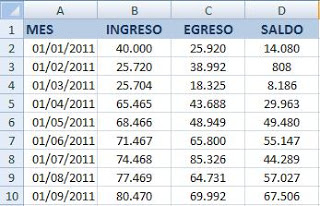 A B C D
1 MES INGRESO EGRESO SALDO
2 01/01/2011 40.000 25.920 14.080
3 01/02/2011 25.720 38.992 808
4 01/03/2011 25.704 18.325 8.186
5 01/04/2011 65.465 43.688 29.963
6 01/05/2011 68.466 48.949 49.480
7 01/06/2011 71.467 65.800 55.147
8 01/07/2011 74.468 85.326 44.289
9 01/08/2011 77.469 64.731 57.027
10 01/09/2011 80.470 69.992 67.506